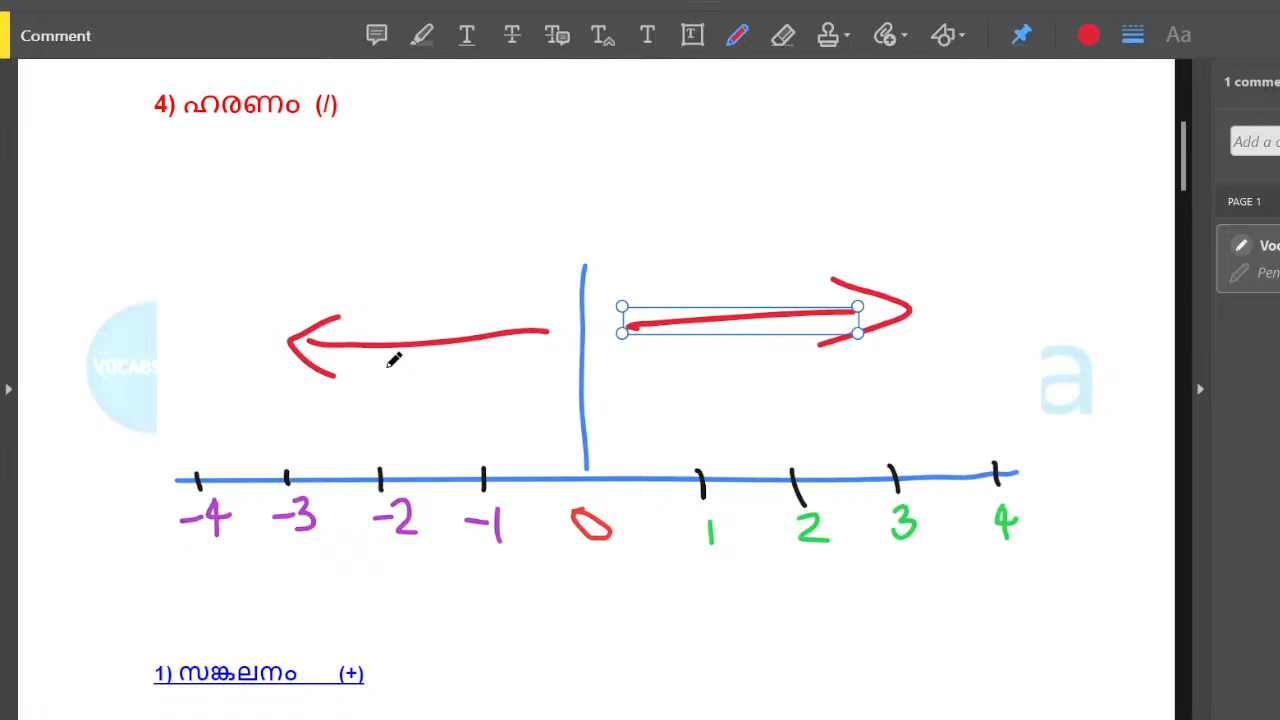 Comment
Aa
1 comme
Add a c
PAGE 1
Voc
Pen
4) ഹരണം (/)
VOCABS
a
-4 -3 -2 -1 0 1 2 3 4
1) സങ്കലനം (+)